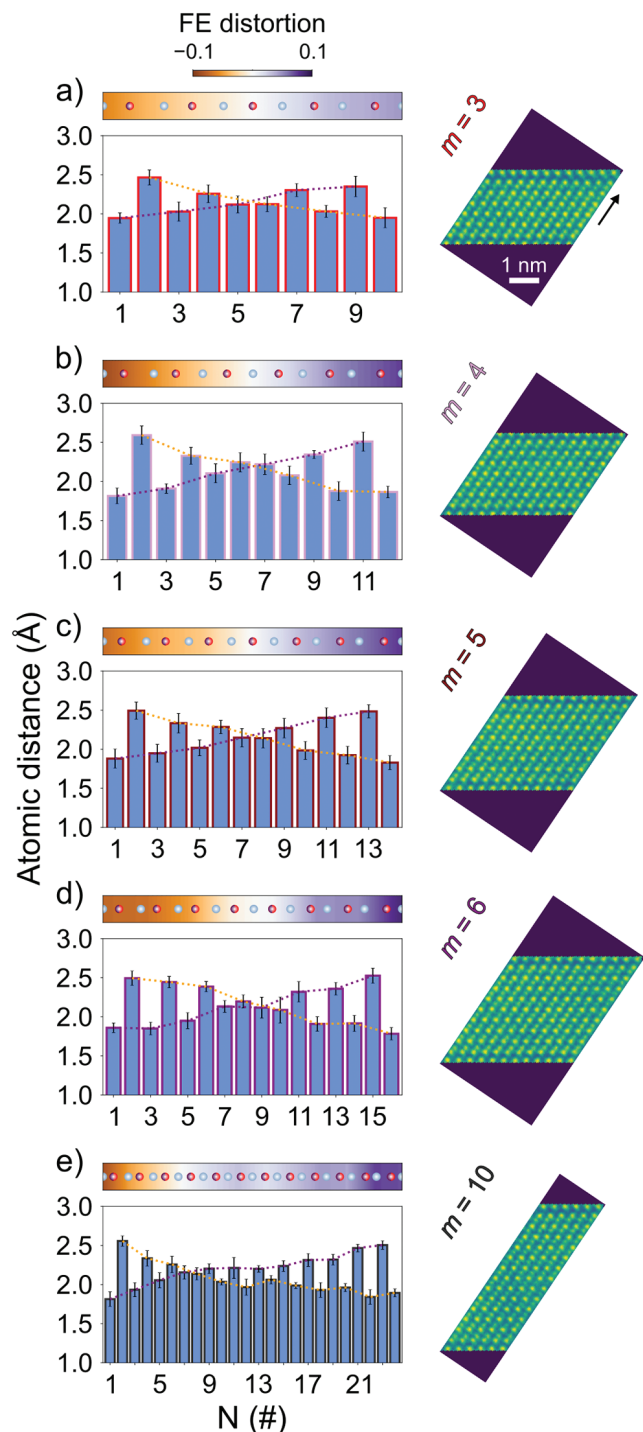 FE distortion
−0.1 0.1
a)
3.0
2.5
2.0
1.5
1.0
1 3 5 7 9
m = 3
1 nm
b)
3.0
2.5
2.0
1.5
1.0
1 3 5 7 9 11
m = 4
c)
3.0
2.5
2.0
1.5
1.0
1 3 5 7 9 11 13
m = 5
Atomic distance (Å)
d)
3.0
2.5
2.0
1.5
1.0
1 3 5 7 9 11 13 15
m = 6
e)
3.0
2.5
2.0
1.5
1.0
1 5 9 13 17 21
m = 10
N (#)